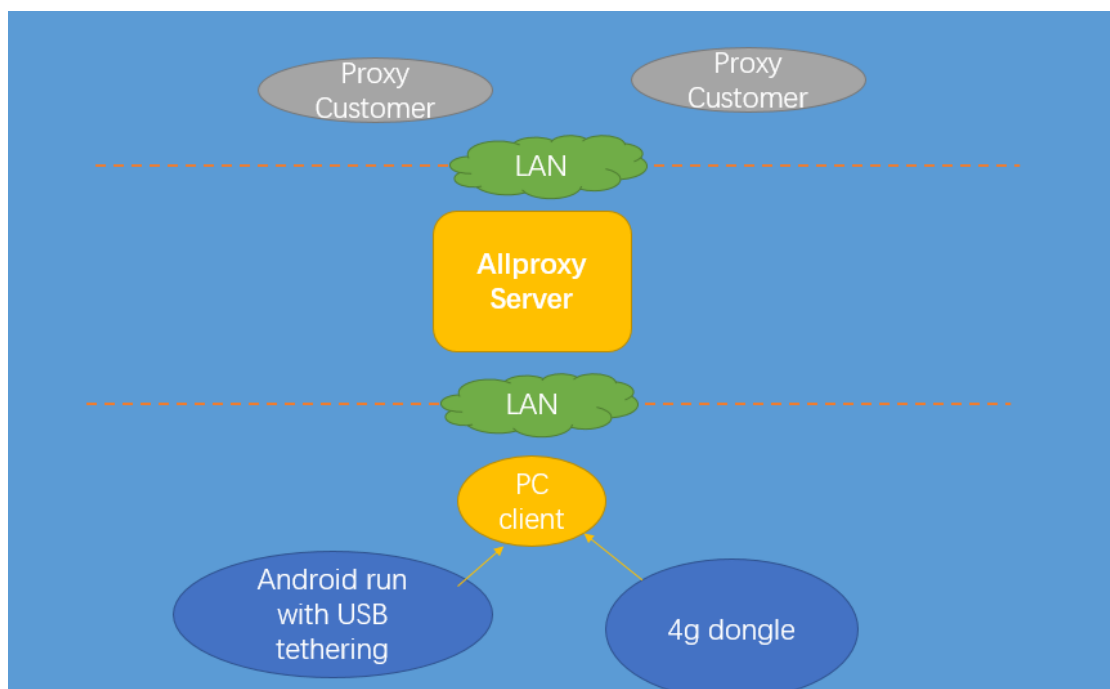 Proxy
Customer
Proxy
Customer
LAN
Allproxy
Server
LAN
PC
client
Android run
with USB
tethering
4g dongle